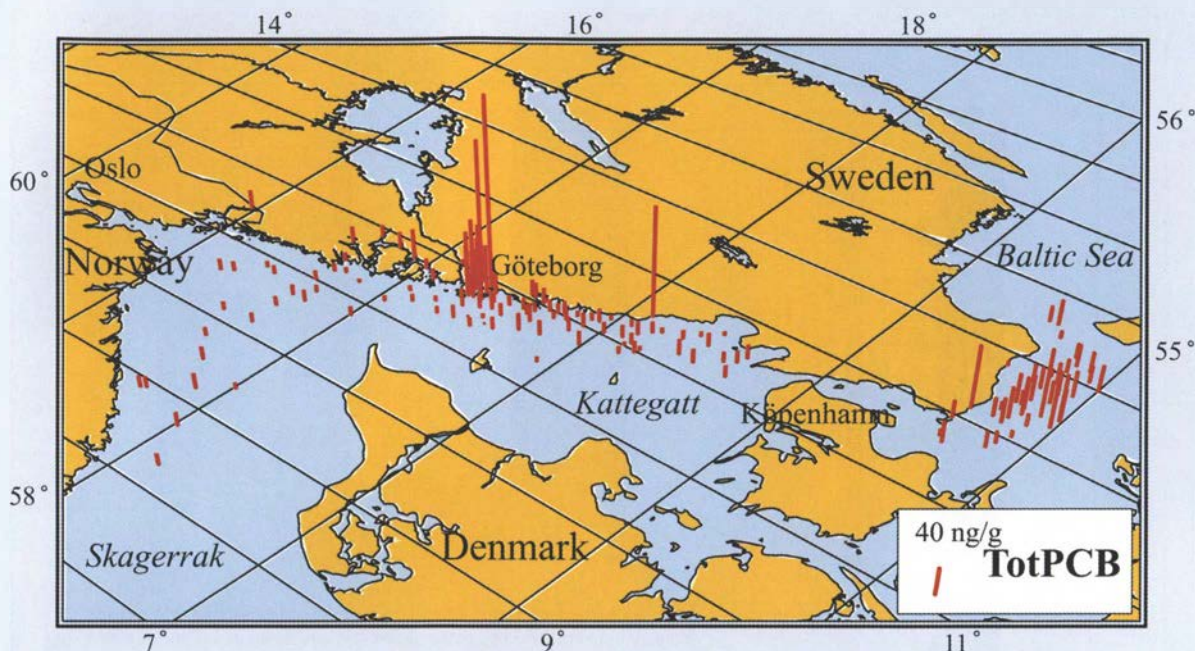 14°
16°
18°
56°
Oslo
60°
Sweden
Norway
Göteborg
Baltic Sea
55°
Kattegatt
Köpenhamn
58°
Skagerrak
Denmark
40 ng/g
TotPCB
7°
9°
11°